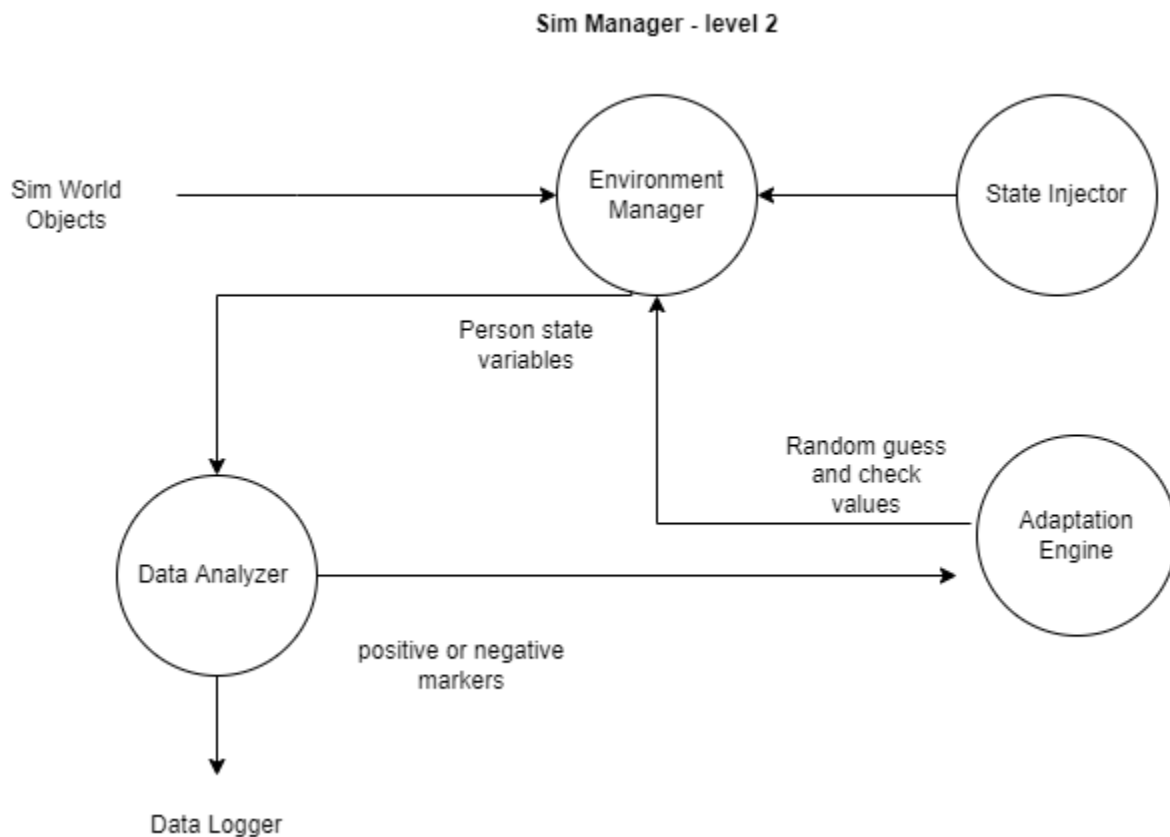 Sim Manager - level 2
Sim World
Objects
Environment
Manager
State Injector
Person state
variables
Random guess
and check
values
Adaptation
Engine
Data Analyzer
positive or negative
markers
Data Logger